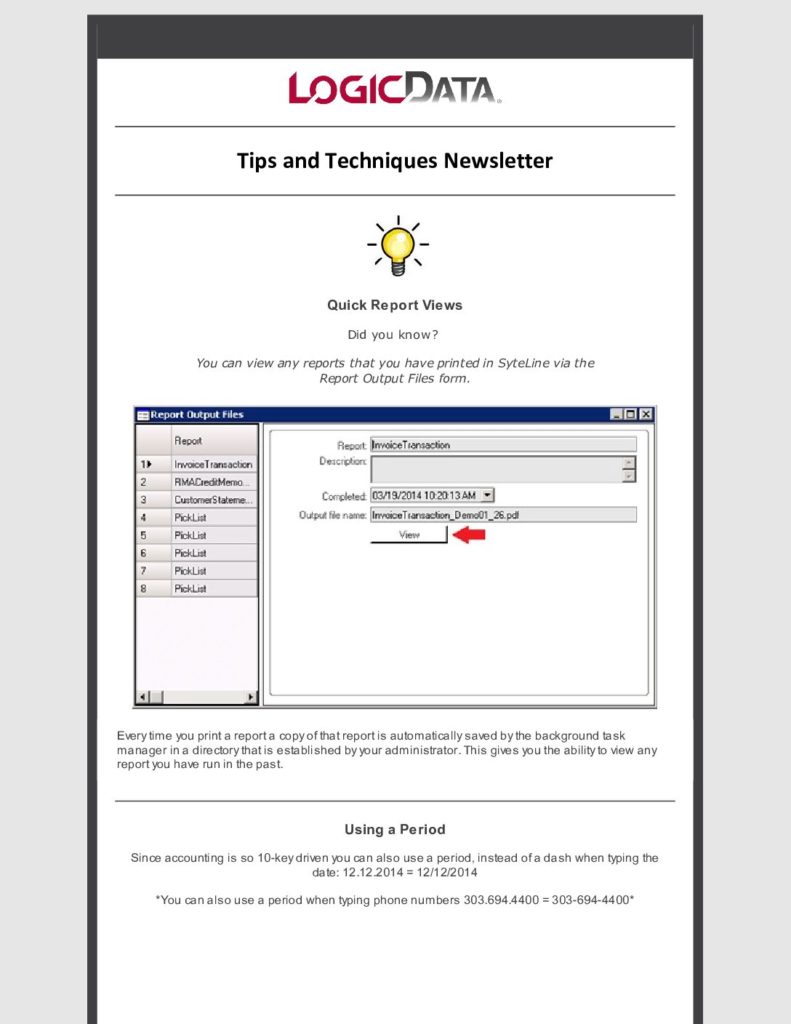 LOGICDATA®
Tips and Techniques Newsletter
Quick Report Views
Did you know?
You can view any reports that you have printed in SyteLine via the
Report Output Files form.
Report Output Files
Report
1 InvoiceTransaction
2 RMACreditMemo...
3 CustomerStateme...
4 PickList
5 PickList
6 PickList
7 PickList
8 PickList
Report: InvoiceTransaction
Description:
Completed: 03/19/2014 10:20:13 AM
Output file name: InvoiceTransaction_Demo01_26.pdf
View
Every time you print a report a copy of that report is automatically saved by the background task
manager in a directory that is established by your administrator. This gives you the ability to view any
report you have run in the past.
Using a Period
Since accounting is so 10-key driven you can also use a period, instead of a dash when typing the
date: 12.12.2014 = 12/12/2014
*You can also use a period when typing phone numbers 303.694.4400 = 303-694-4400*